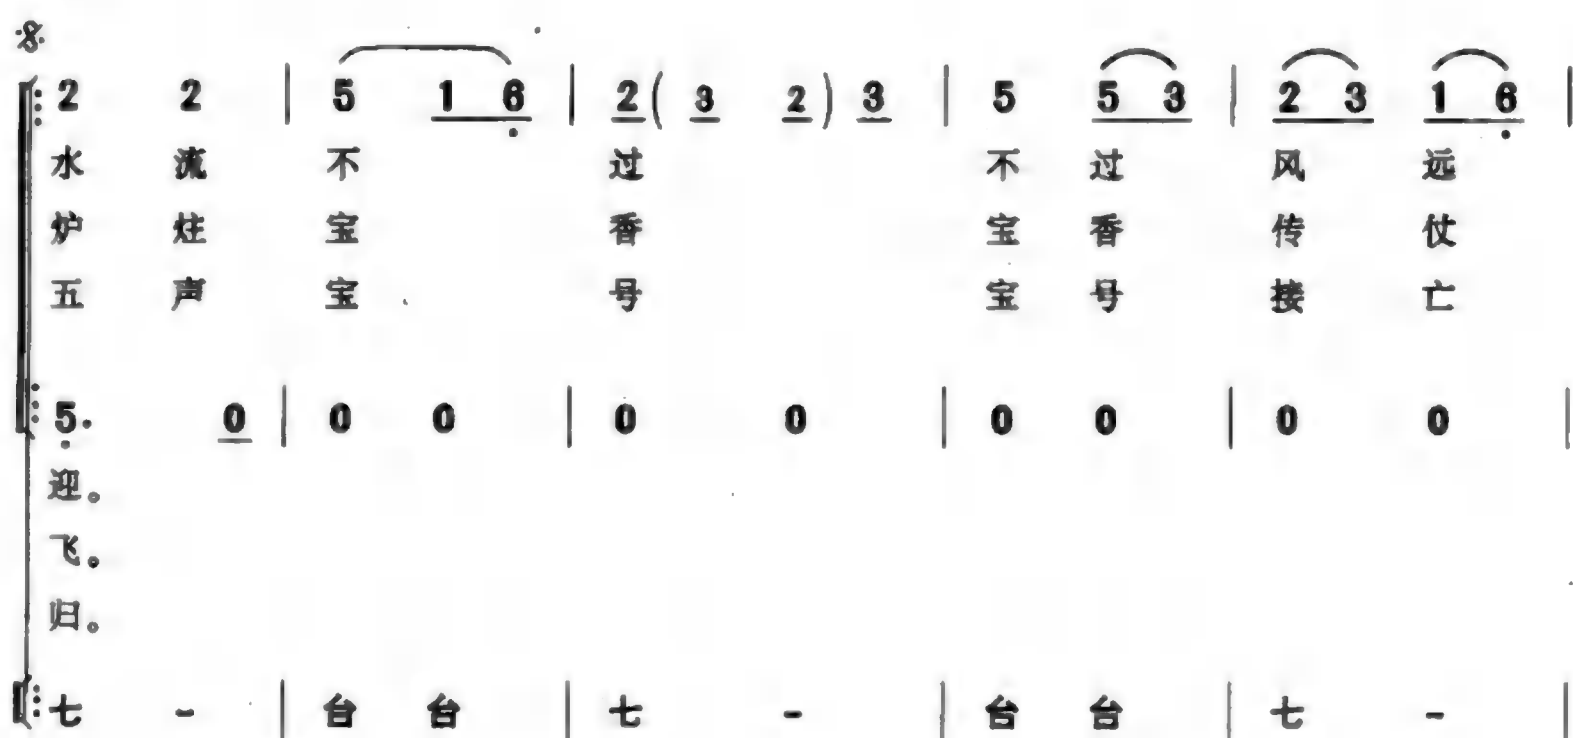 2 2 | 5 1 6 | 2 ( 3 2 ) 3 | 5 5 3 | 2 3 1 6 |
水 流 不 过 不 过 风 远
炉 炷 宝 香 宝 香 传 仗
五 声 宝 号 宝 号 接 亡
5. 0 | 0 0 | 0 0 | 0 0 | 0 0 |
迎。
飞。
归。
七 - | 台 台 | 七 - | 台 台 | 七 - |